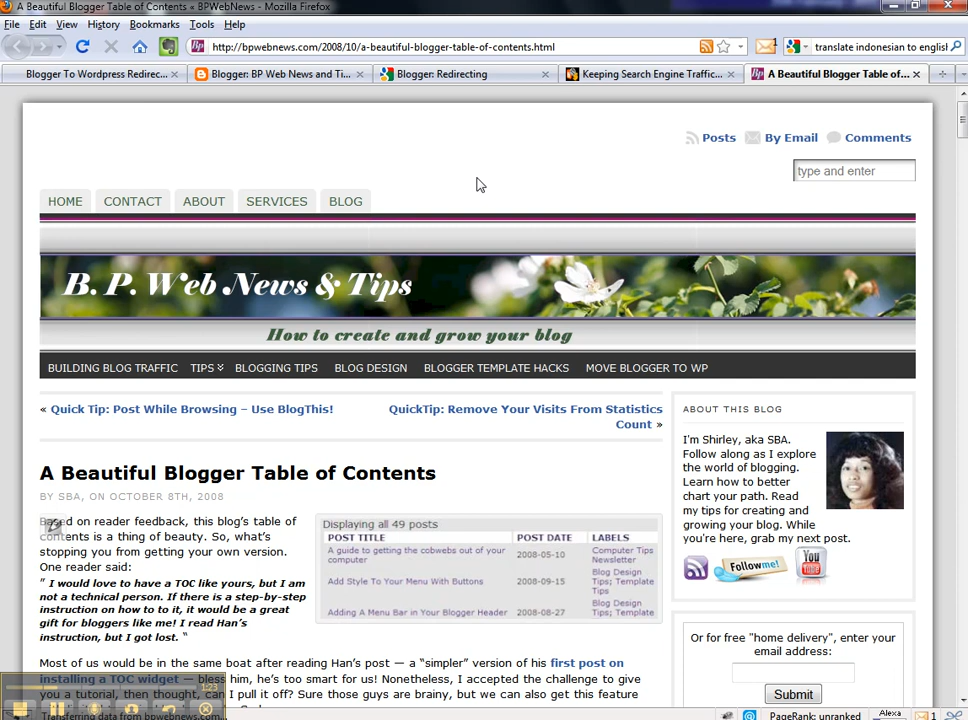 A Beautiful Blogger Table of Contents « BPWebNews - Mozilla Firefox
File Edit View History Bookmarks Tools Help
http://bpwebnews.com/2008/10/a-beautiful-blogger-table-of-contents.html
translate indonesian to english
Blogger To Wordpress Redirec...
Blogger: BP Web News and Ti...
Blogger: Redirecting
Keeping Search Engine Traffic...
A Beautiful Blogger Table of...
Posts By Email Comments
type and enter
HOME CONTACT ABOUT SERVICES BLOG
B. P. Web News & Tips
How to create and grow your blog
BUILDING BLOG TRAFFIC TIPS BLOGGING TIPS BLOG DESIGN BLOGGER TEMPLATE HACKS MOVE BLOGGER TO WP
« Quick Tip: Post While Browsing – Use BlogThis!
QuickTip: Remove Your Visits From Statistics
Count »
A Beautiful Blogger Table of Contents
BY SBA, ON OCTOBER 8TH, 2008
Based on reader feedback, this blog's table of
contents is a thing of beauty. So, what's
stopping you from getting your own version.
One reader said:
" I would love to have a TOC like yours, but I am
not a technical person. If there is a step-by-step
instruction on how to to it, it would be a great
gift for bloggers like me! I read Han's
instruction, but I got lost. "
Displaying all 49 posts
POST TITLE POST DATE LABELS
A guide to getting the cobwebs out of your
computer
2008-05-10
Computer Tips
Newsletter
Add Style To Your Menu With Buttons
2008-09-15
Blog Design
Tips; Template
Tips
Adding A Menu Bar in Your Blogger Header
2008-08-27
Blog Design
Tips; Template
Most of us would be in the same boat after reading Han's post — a "simpler" version of his first post on
installing a TOC widget — bless him, he's too smart for us! Nonetheless, I accepted the challenge to give
you a tutorial, then thought, can I pull it off? Sure those guys are brainy, but we can also get this feature
ABOUT THIS BLOG
I'm Shirley, aka SBA.
Follow along as I explore
the world of blogging.
Learn how to better
chart your path. Read
my tips for creating and
growing your blog. While
you're here, grab my next post.
Follow me!
You
Tube
Or for free "home delivery", enter your
email address:
Submit
1:23
Transferring data from bpwebnews.com...
PageRank: unranked
Alexa
1